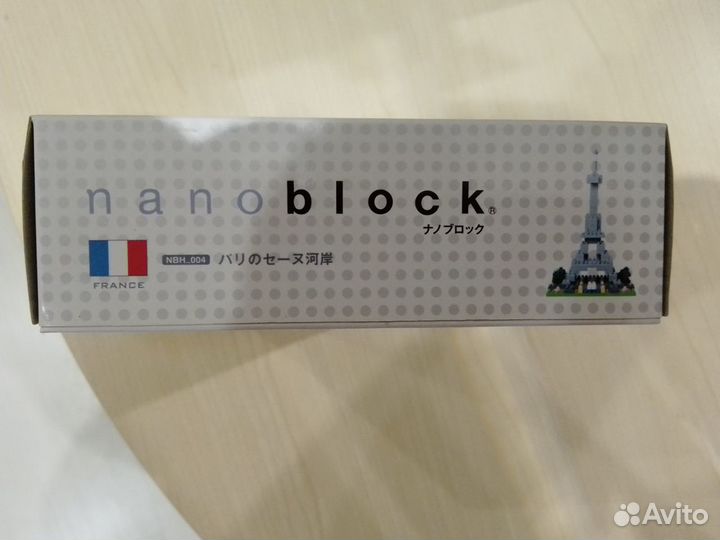 nanoblock®
ナノブロック
NBH_004 パリのセーヌ河岸
FRANCE
Avito